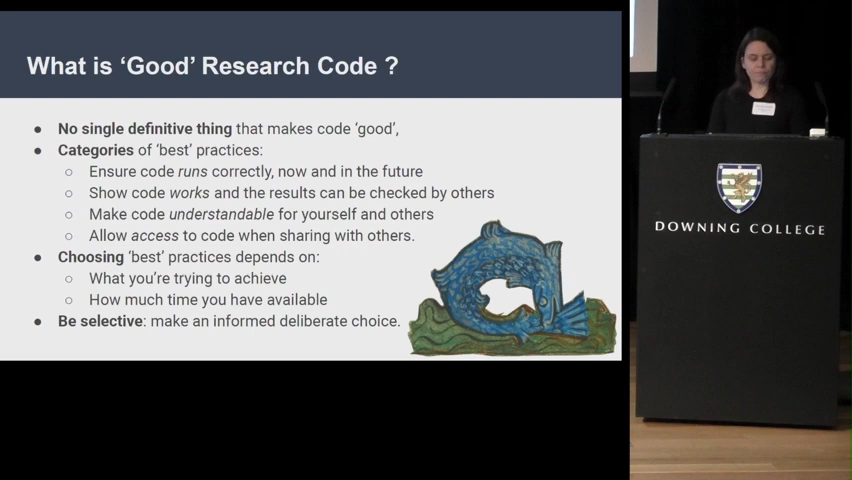 What is ‘Good’ Research Code ?
● No single definitive thing that makes code ‘good’,
● Categories of ‘best’ practices:
○ Ensure code runs correctly, now and in the future
○ Show code works and the results can be checked by others
○ Make code understandable for yourself and others
○ Allow access to code when sharing with others.
● Choosing ‘best’ practices depends on:
○ What you’re trying to achieve
○ How much time you have available
● Be selective: make an informed deliberate choice.
DOWNING COLLEGE